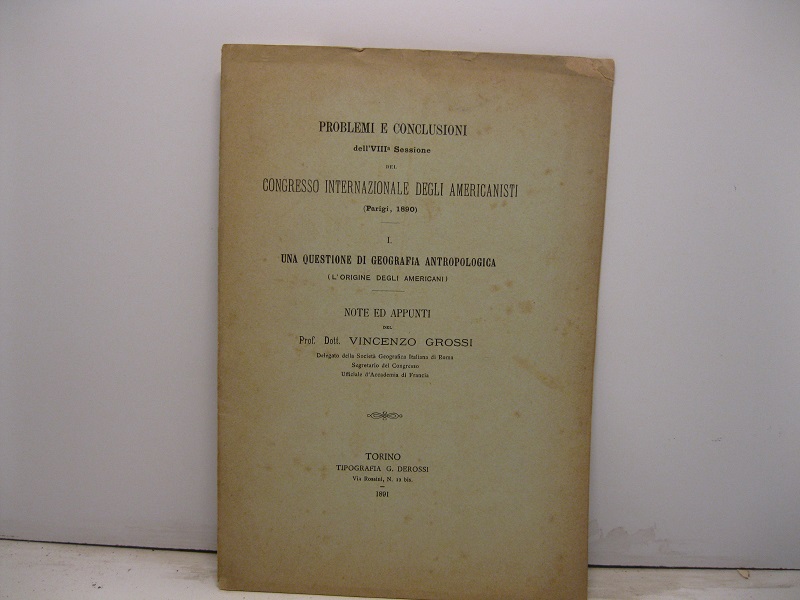 PROBLEMI E CONCLUSIONI
dell'VIIIª Sessione
DEL
CONGRESSO INTERNAZIONALE DEGLI AMERICANISTI
(Parigi, 1890)
I.
UNA QUESTIONE DI GEOGRAFIA ANTROPOLOGICA
(L'ORIGINE DEGLI AMERICANI)
NOTE ED APPUNTI
DEL
Prof. Dott. VINCENZO GROSSI
Delegato della Società Geografica Italiana di Roma
Segretario del Congresso
Ufficiale d'Accademia di Francia
TORINO
TIPOGRAFIA G. DEROSSI
Via Rossini, N. 12 bis.
1891